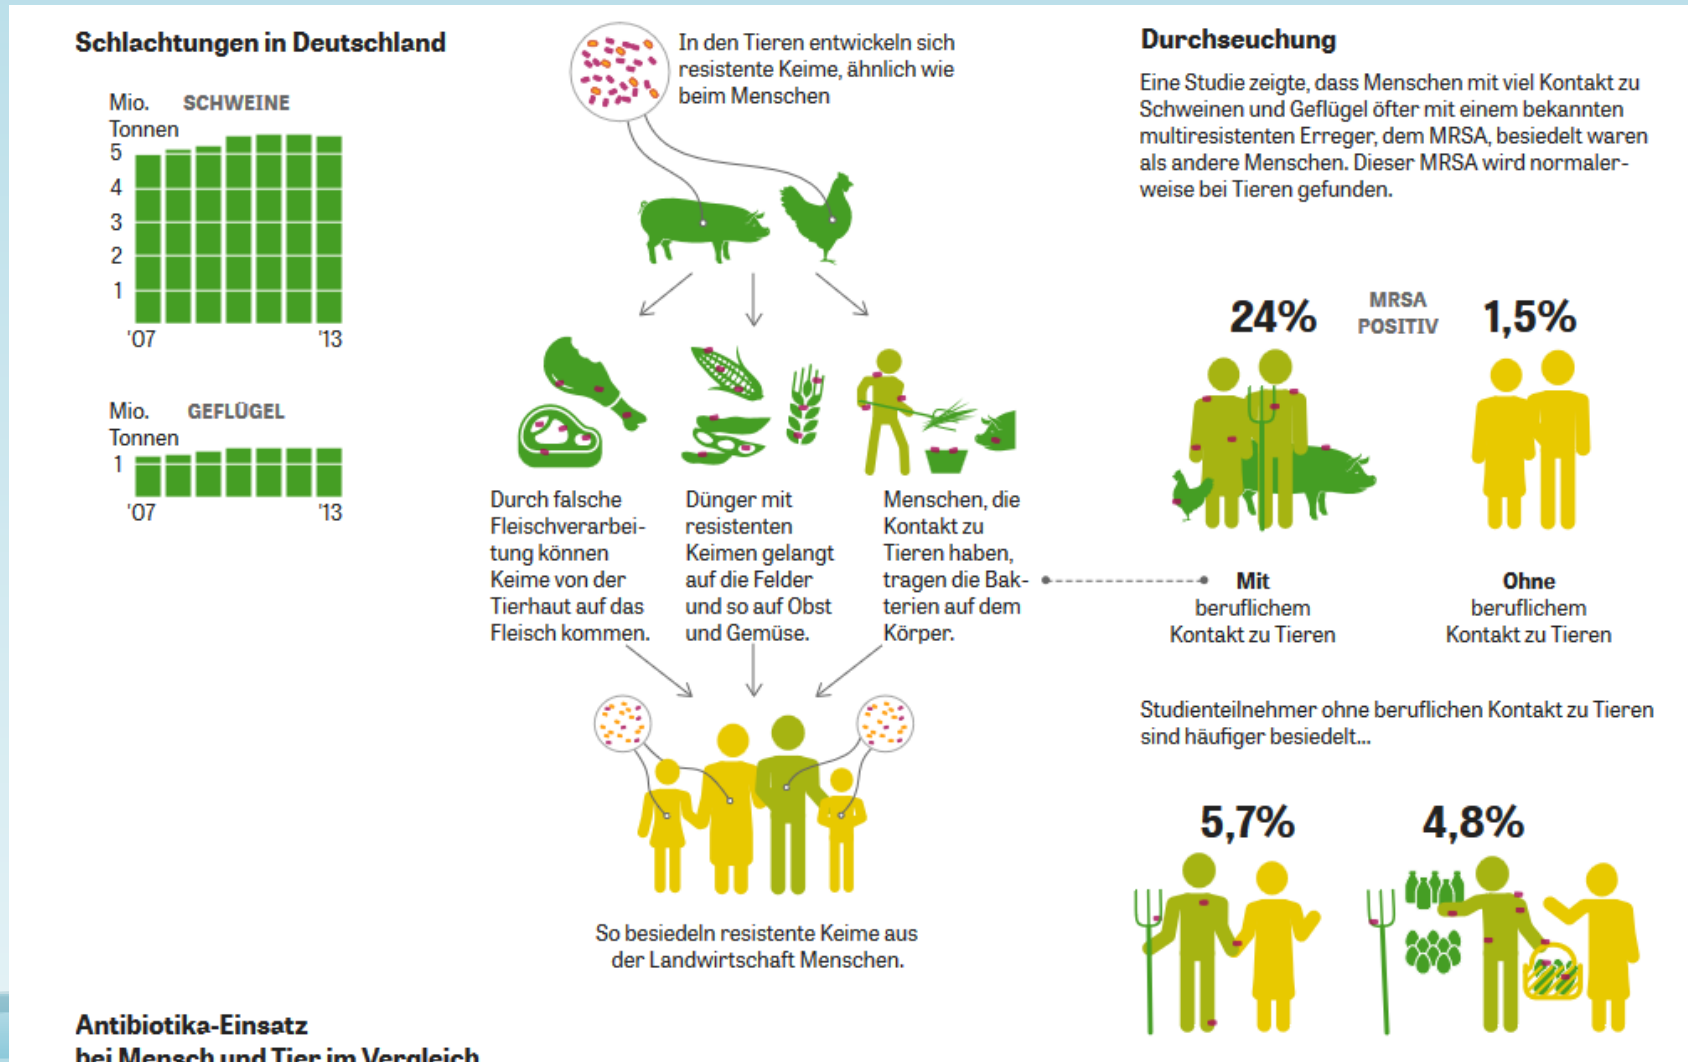 Schlachtungen in Deutschland
Mio. SCHWEINE
Tonnen
5
4
3
2
1
'07 '13
Mio. GEFLÜGEL
Tonnen
1
'07 '13
In den Tieren entwickeln sich
resistente Keime, ähnlich wie
beim Menschen
Durch falsche
Fleischverarbei-
tung können
Keime von der
Tierhaut auf das
Fleisch kommen.
Dünger mit
resistenten
Keimen gelangt
auf die Felder
und so auf Obst
und Gemüse.
Menschen, die
Kontakt zu
Tieren haben,
tragen die Bak-
terien auf dem
Körper.
So besiedeln resistente Keime aus
der Landwirtschaft Menschen.
Durchseuchung
Eine Studie zeigte, dass Menschen mit viel Kontakt zu
Schweinen und Geflügel öfter mit einem bekannten
multiresistenten Erreger, dem MRSA, besiedelt waren
als andere Menschen. Dieser MRSA wird normaler-
weise bei Tieren gefunden.
24%
MRSA
POSITIV
1,5%
Mit
beruflichem
Kontakt zu Tieren
Ohne
beruflichem
Kontakt zu Tieren
Studienteilnehmer ohne beruflichen Kontakt zu Tieren
sind häufiger besiedelt...
5,7%
4,8%
Antibiotika-Einsatz
bei Mensch und Tier im Vergleich